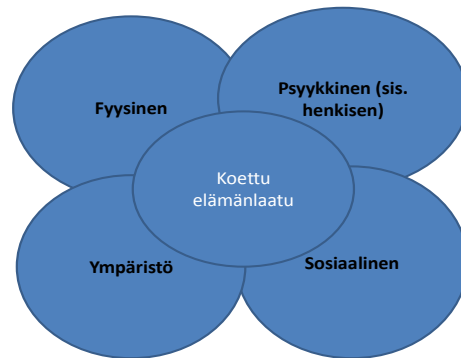 Fyysinen
Psyykkinen (sis.
henkisen)
Koettu
elämänlaatu
Ympäristö
Sosiaalinen